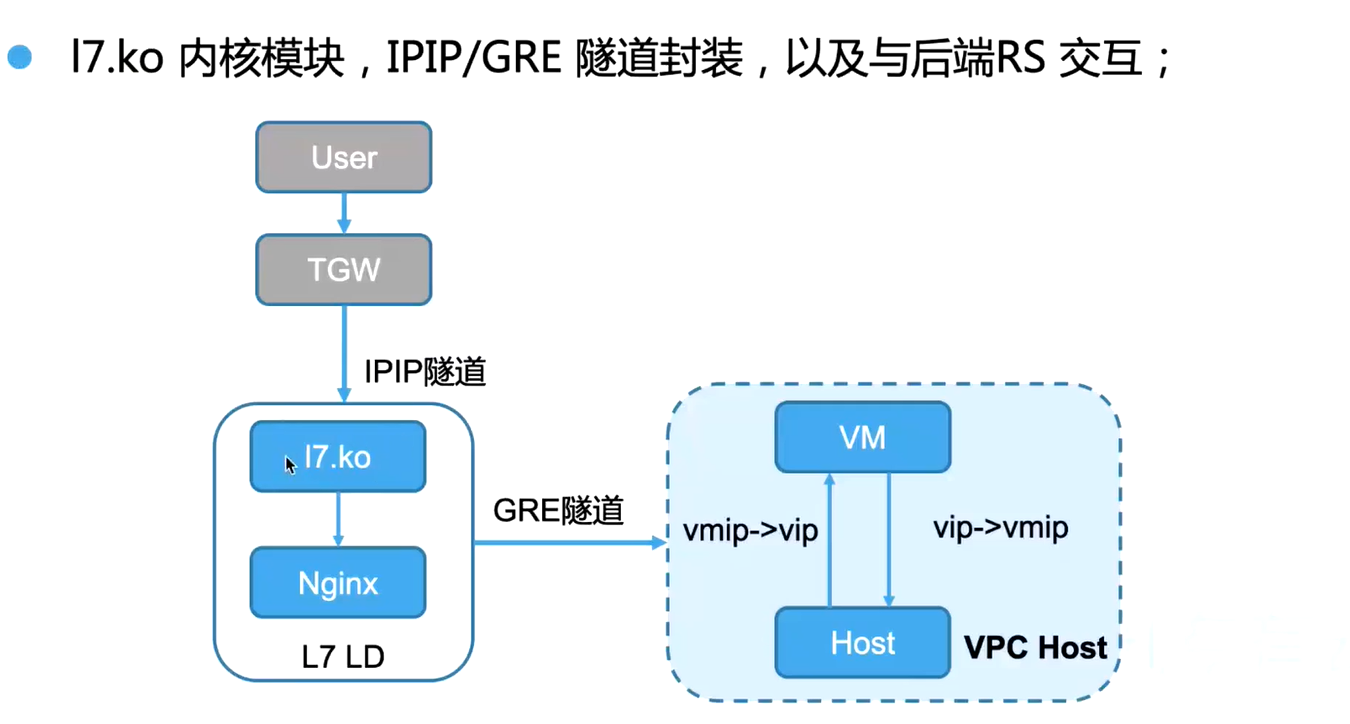 l7.ko 内核模块，IPIP/GRE 隧道封装，以及与后端RS 交互；
User
TGW
IPIP隧道
l7.ko
Nginx
L7 LD
GRE隧道
VM
vmip->vip
vip->vmip
Host
VPC Host